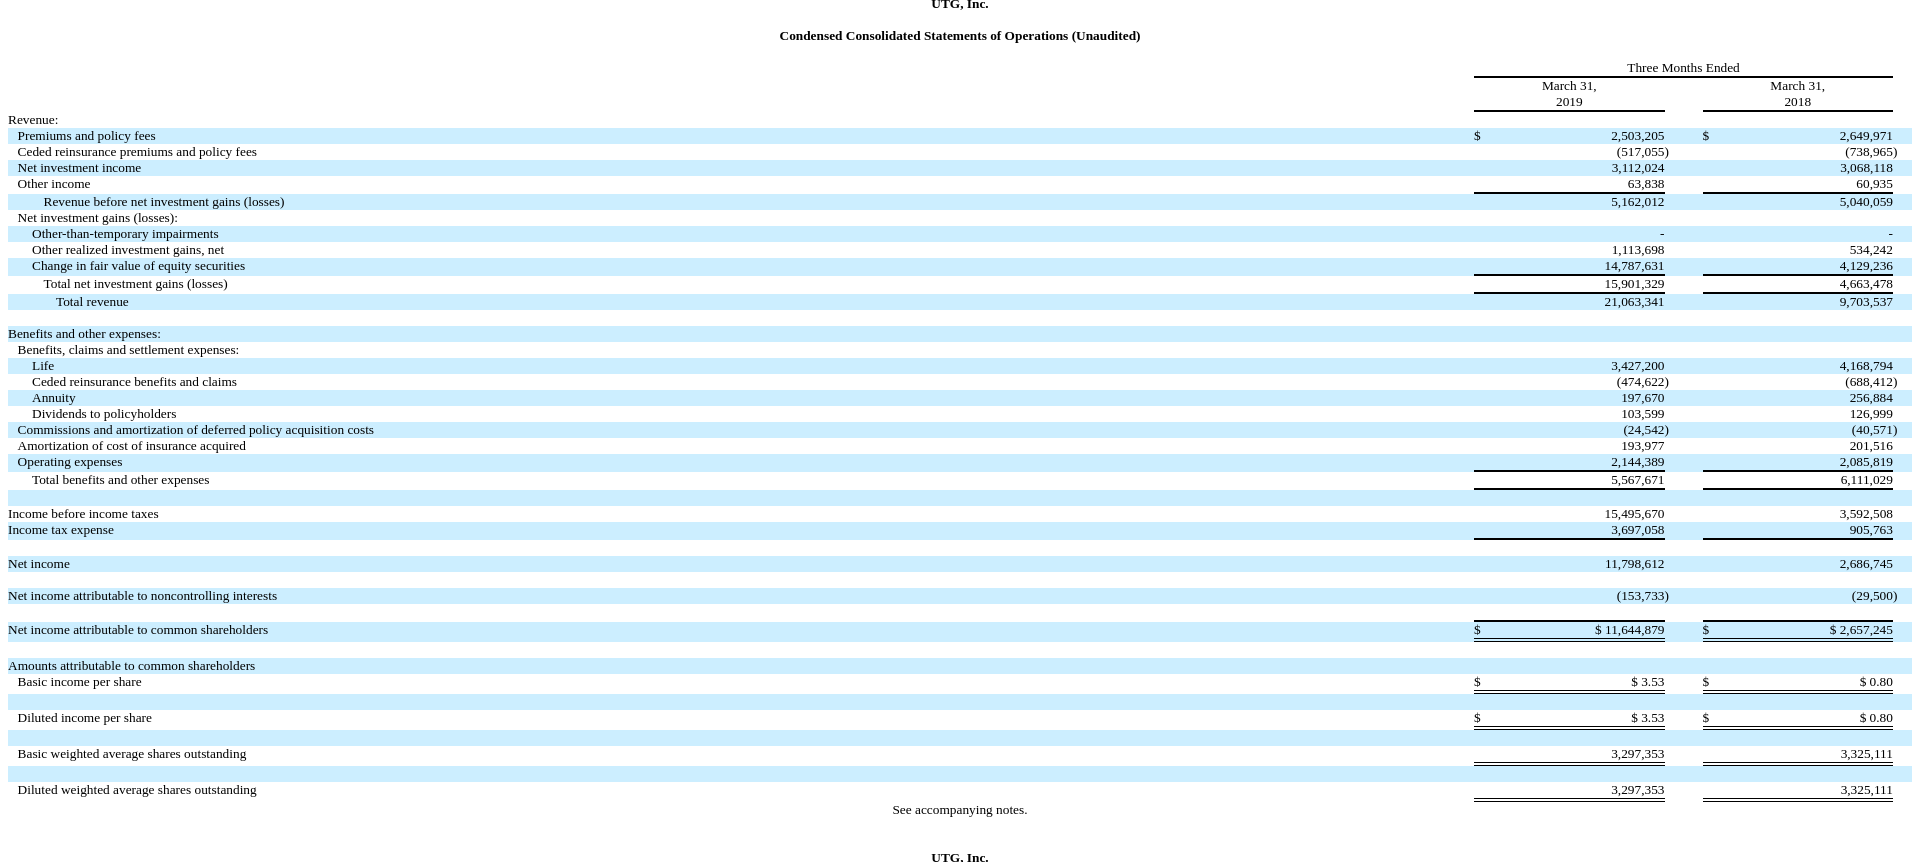 UTG, Inc.
Condensed Consolidated Statements of Operations (Unaudited)
Three Months Ended
March 31, March 31,
2019 2018
Revenue:
Premiums and policy fees $ 2,503,205 $ 2,649,971
Ceded reinsurance premiums and policy fees (517,055) (738,965)
Net investment income 3,112,024 3,068,118
Other income 63,838 60,935
Revenue before net investment gains (losses) 5,162,012 5,040,059
Net investment gains (losses):
Other-than-temporary impairments - -
Other realized investment gains, net 1,113,698 534,242
Change in fair value of equity securities 14,787,631 4,129,236
Total net investment gains (losses) 15,901,329 4,663,478
Total revenue 21,063,341 9,703,537
Benefits and other expenses:
Benefits, claims and settlement expenses:
Life 3,427,200 4,168,794
Ceded reinsurance benefits and claims (474,622) (688,412)
Annuity 197,670 256,884
Dividends to policyholders 103,599 126,999
Commissions and amortization of deferred policy acquisition costs (24,542) (40,571)
Amortization of cost of insurance acquired 193,977 201,516
Operating expenses 2,144,389 2,085,819
Total benefits and other expenses 5,567,671 6,111,029
Income before income taxes 15,495,670 3,592,508
Income tax expense 3,697,058 905,763
Net income 11,798,612 2,686,745
Net income attributable to noncontrolling interests (153,733) (29,500)
Net income attributable to common shareholders $ $ 11,644,879 $ $ 2,657,245
Amounts attributable to common shareholders
Basic income per share $ $ 3.53 $ $ 0.80
Diluted income per share $ $ 3.53 $ $ 0.80
Basic weighted average shares outstanding 3,297,353 3,325,111
Diluted weighted average shares outstanding 3,297,353 3,325,111
See accompanying notes.
UTG, Inc.